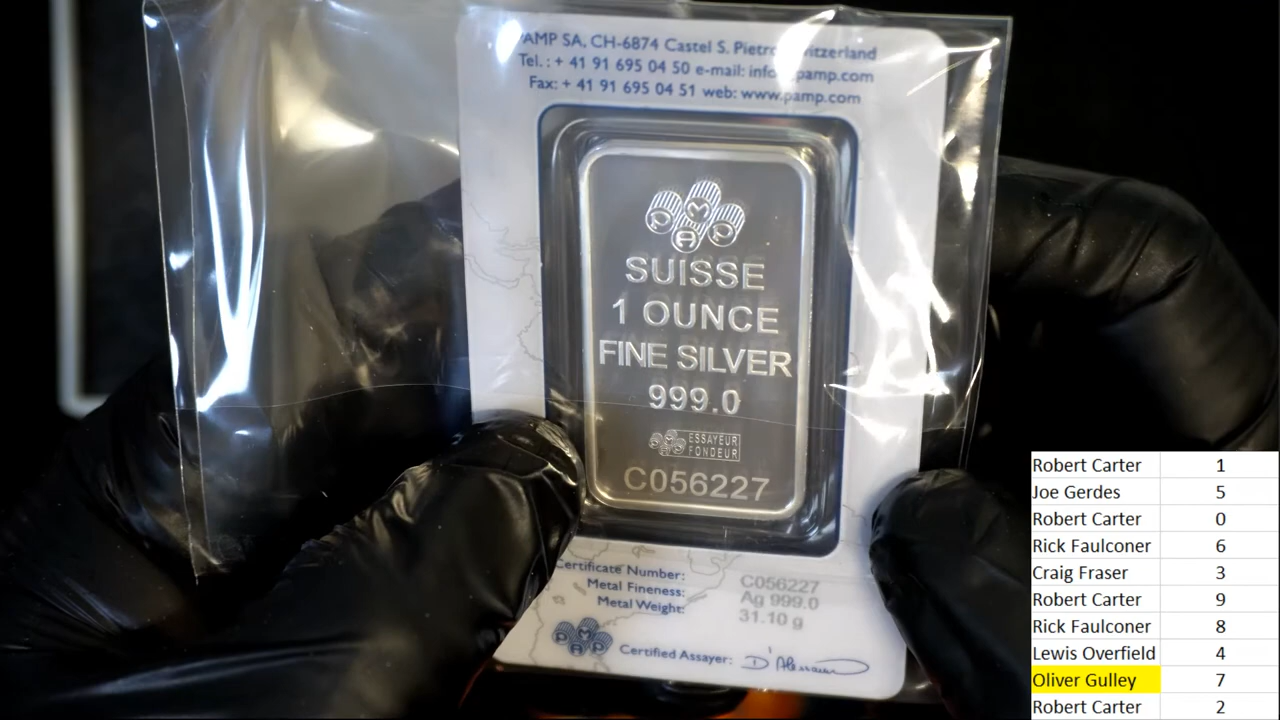 PAMP SA, CH-6874 Castel S. Pietro, Switzerland
Tel.: + 41 91 695 04 50 e-mail: info@pamp.com
Fax: + 41 91 695 04 51 web: www.pamp.com
PAMP
SUISSE
1 OUNCE
FINE SILVER
999.0
PAMP ESSAYEUR
FONDEUR
C056227
Certificate Number: C056227
Metal Fineness: Ag 999.0
Metal Weight: 31.10 g
PAMP Certified Assayer:
Robert Carter 1
Joe Gerdes 5
Robert Carter 0
Rick Faulconer 6
Craig Fraser 3
Robert Carter 9
Rick Faulconer 8
Lewis Overfield 4
Oliver Gulley 7
Robert Carter 2